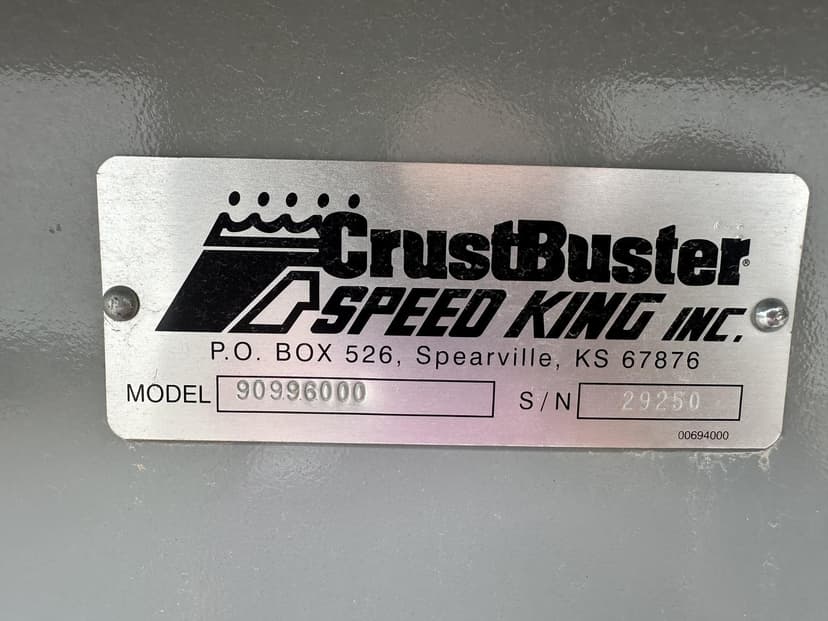 CrustBuster®
SPEED KING INC.
P.O. BOX 526, Spearville, KS 67876
MODEL 90996000 S/N 29250
00694000